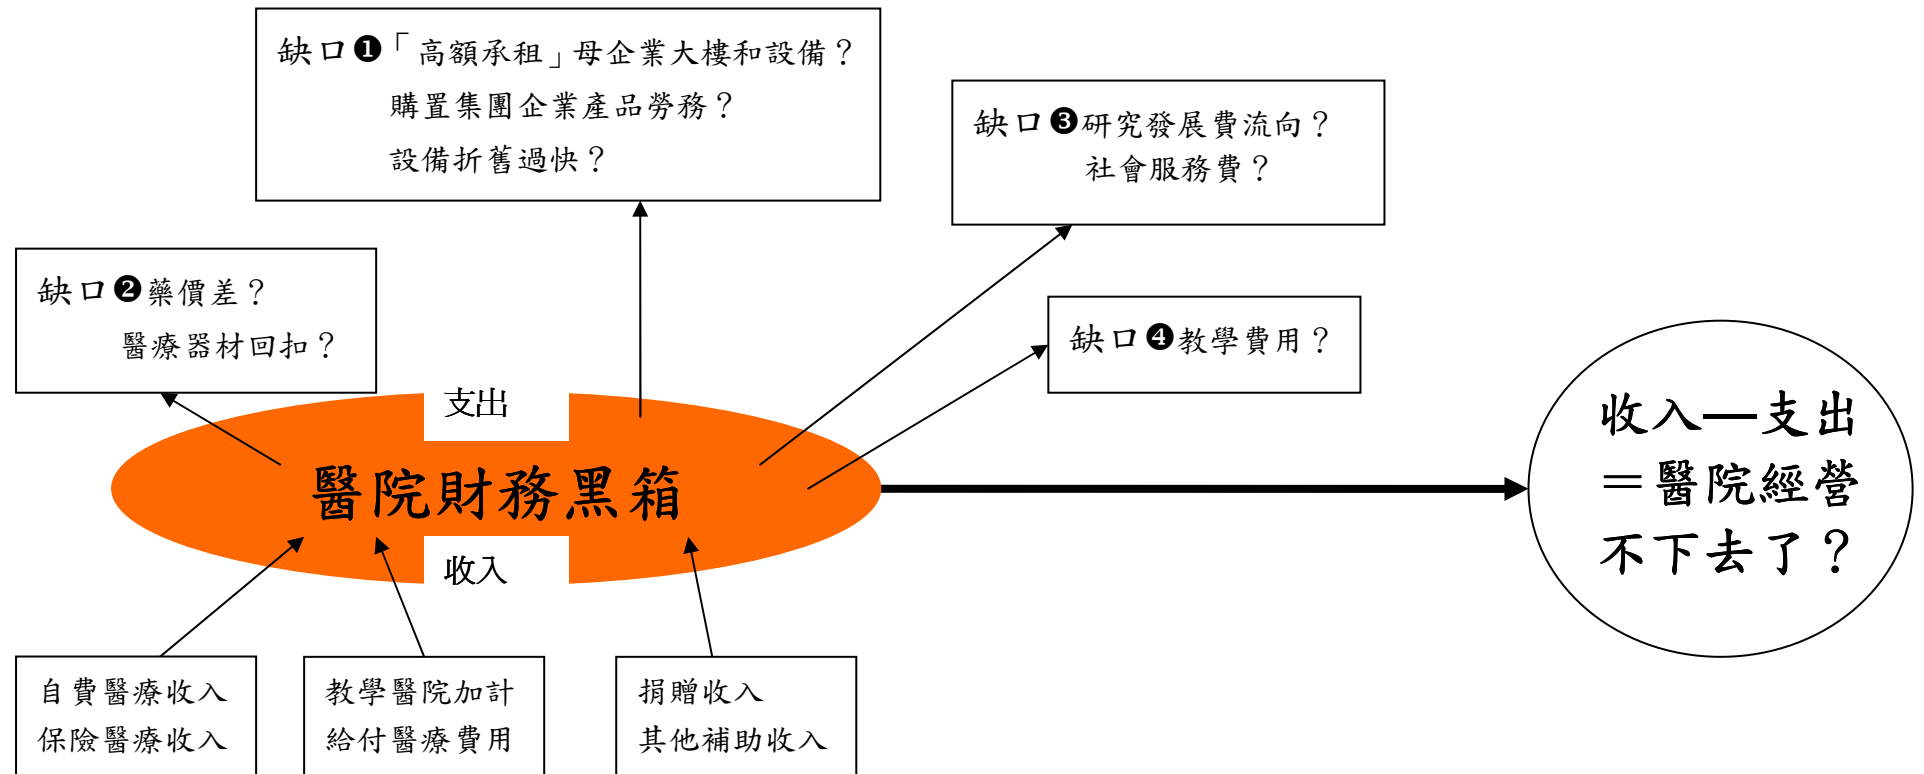 缺口❶「高額承租」母企業大樓和設備?
購置集團企業產品勞務?
設備折舊過快?
缺口❸研究發展費流向?
社會服務費?
缺口❷藥價差?
醫療器材回扣?
缺口❹教學費用?
支出
醫院財務黑箱
收入
收入—支出
=醫院經營
不下去了?
自費醫療收入
保險醫療收入
教學醫院加計
給付醫療費用
捐贈收入
其他補助收入